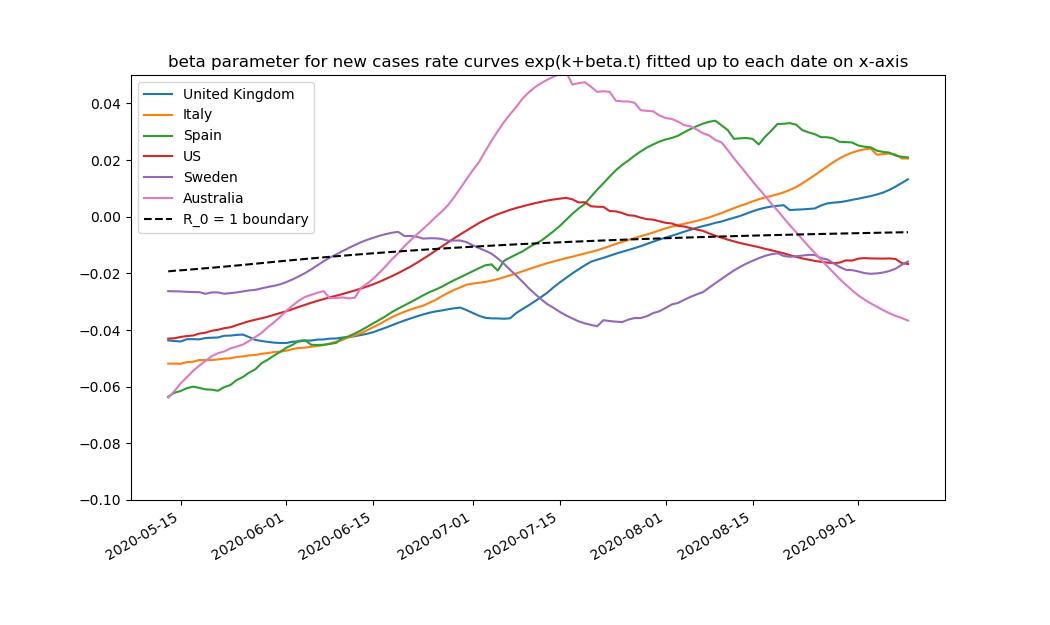 beta parameter for new cases rate curves exp(k+beta.t) fitted up to each date on x-axis
United Kingdom
Italy
Spain
US
Sweden
Australia
R_0 = 1 boundary
0.04
0.02
0.00
−0.02
−0.04
−0.06
−0.08
−0.10
2020-05-15
2020-06-01
2020-06-15
2020-07-01
2020-07-15
2020-08-01
2020-08-15
2020-09-01